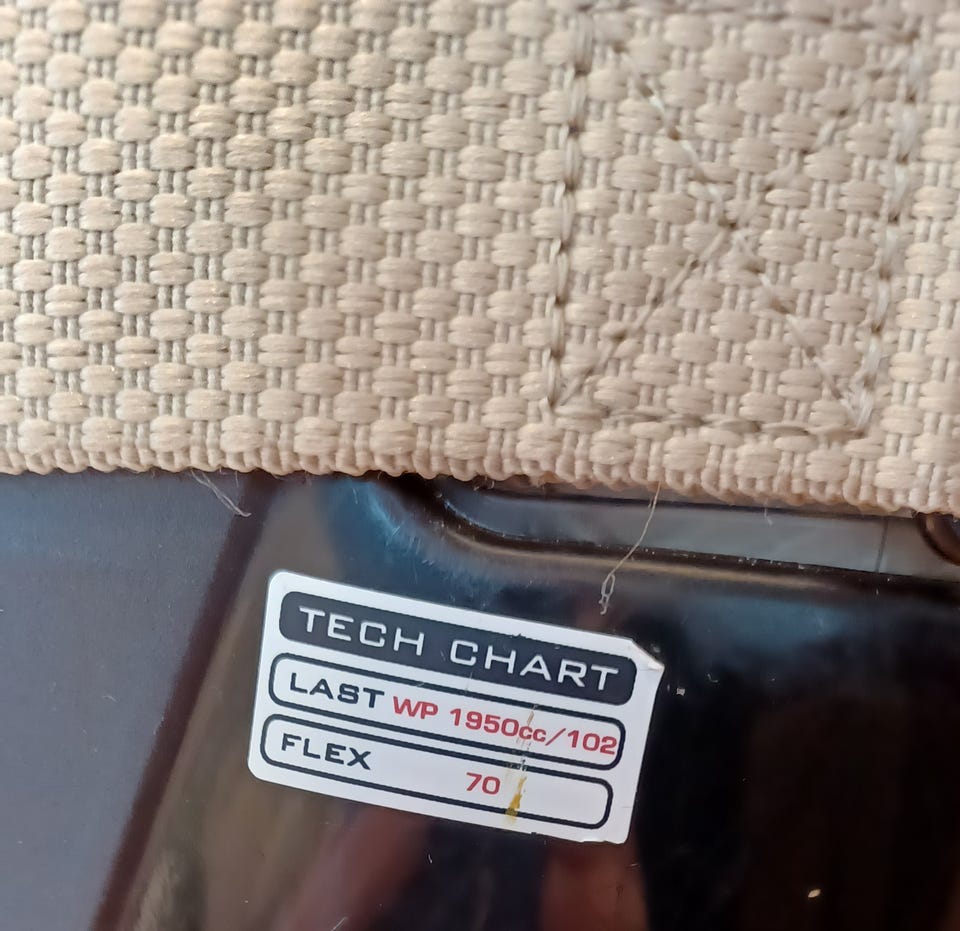 TECH CHART
LAST WP 1950cc/102
FLEX 70